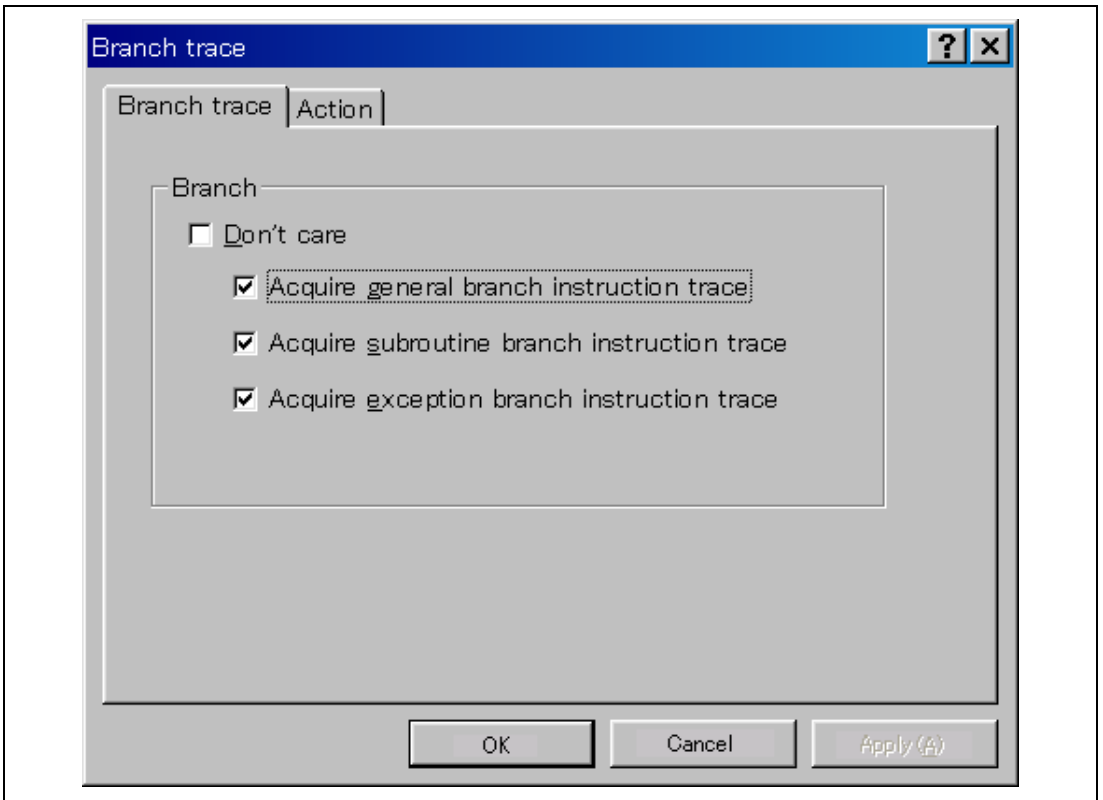 Branch trace
Branch trace Action
Branch
Don't care
Acquire general branch instruction trace
Acquire subroutine branch instruction trace
Acquire exception branch instruction trace
OK Cancel Apply (A)